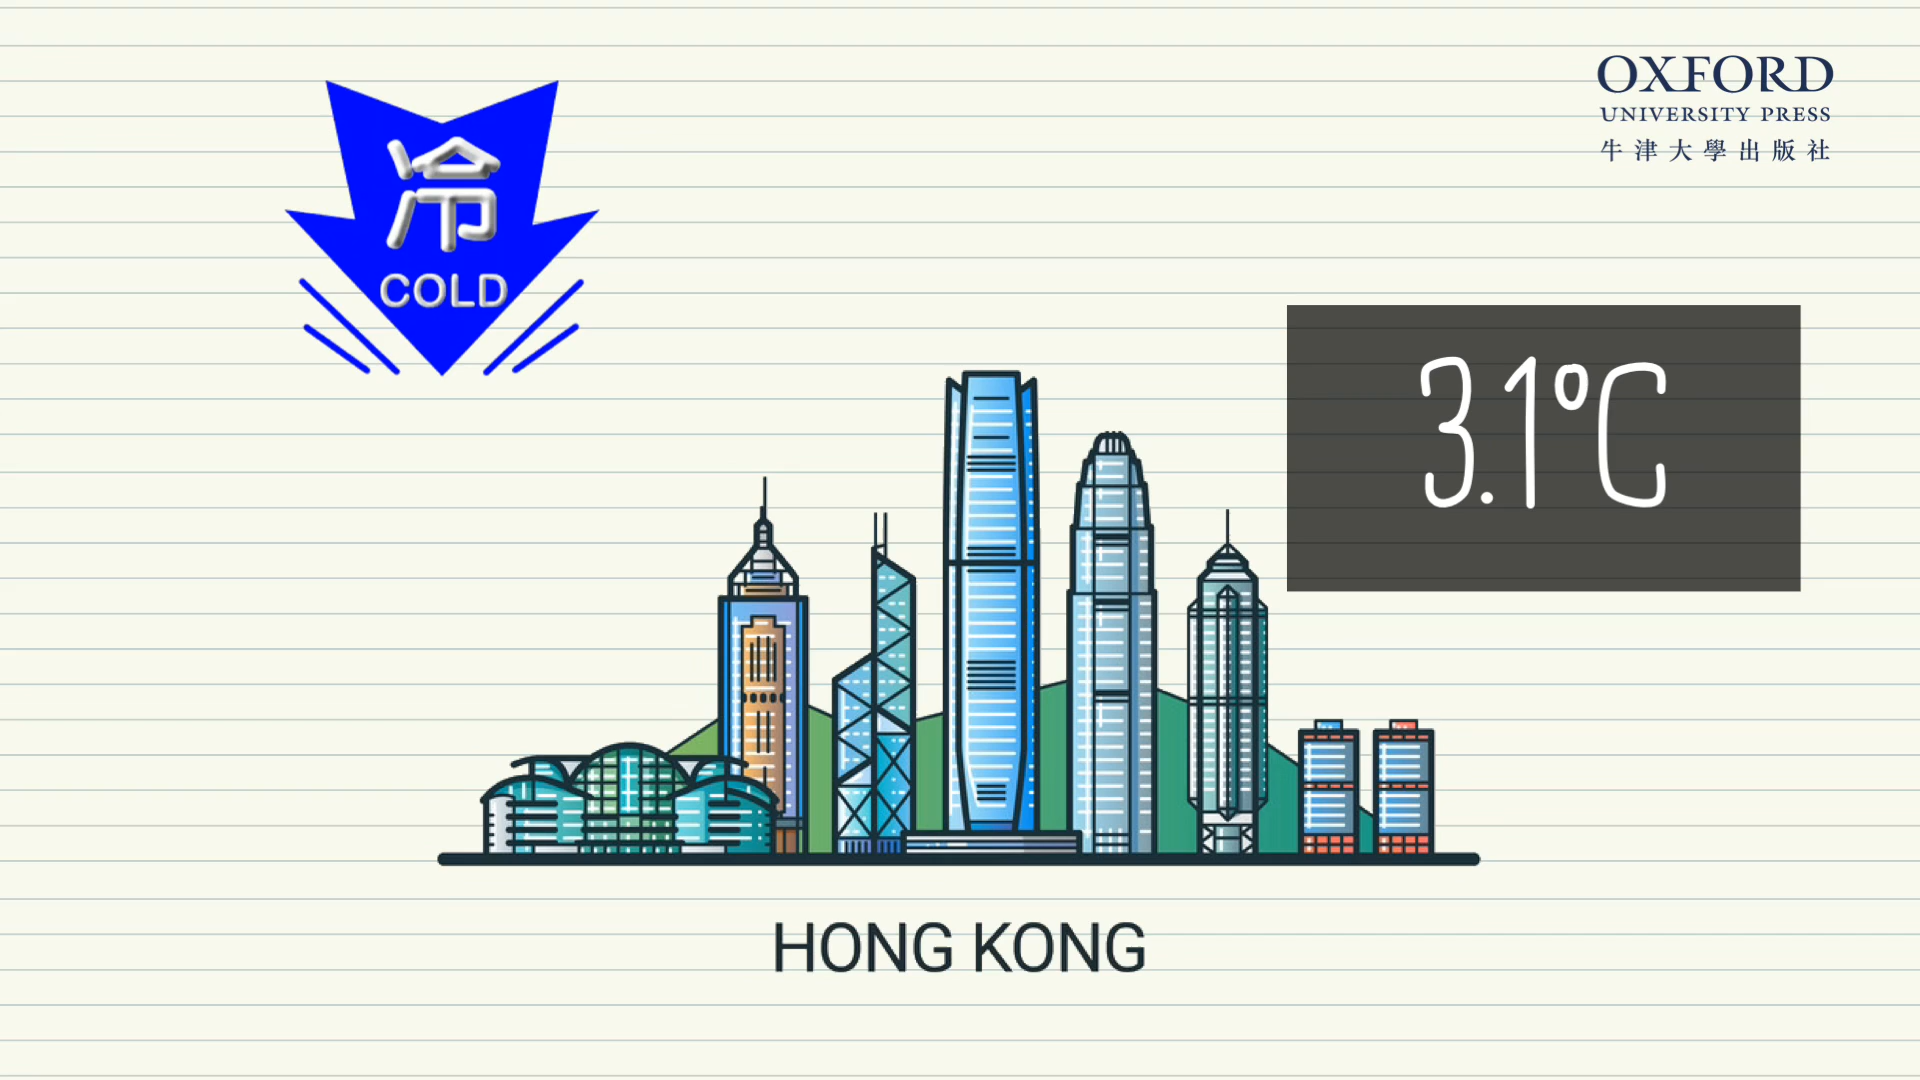 冷
COLD
OXFORD
UNIVERSITY PRESS
牛津大學出版社
3.1°C
HONG KONG